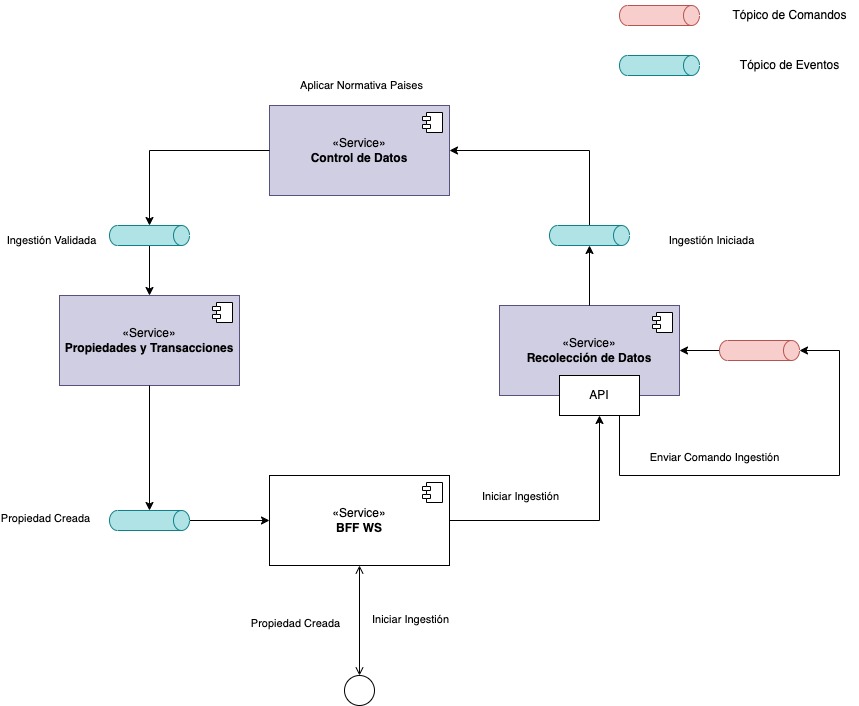 Tópico de Comandos
Tópico de Eventos
Aplicar Normativa Paises
«Service»
Control de Datos
Ingestión Validada
Ingestión Iniciada
«Service»
Propiedades y Transacciones
«Service»
Recolección de Datos
API
Enviar Comando Ingestión
Iniciar Ingestión
Propiedad Creada
«Service»
BFF WS
Propiedad Creada
Iniciar Ingestión